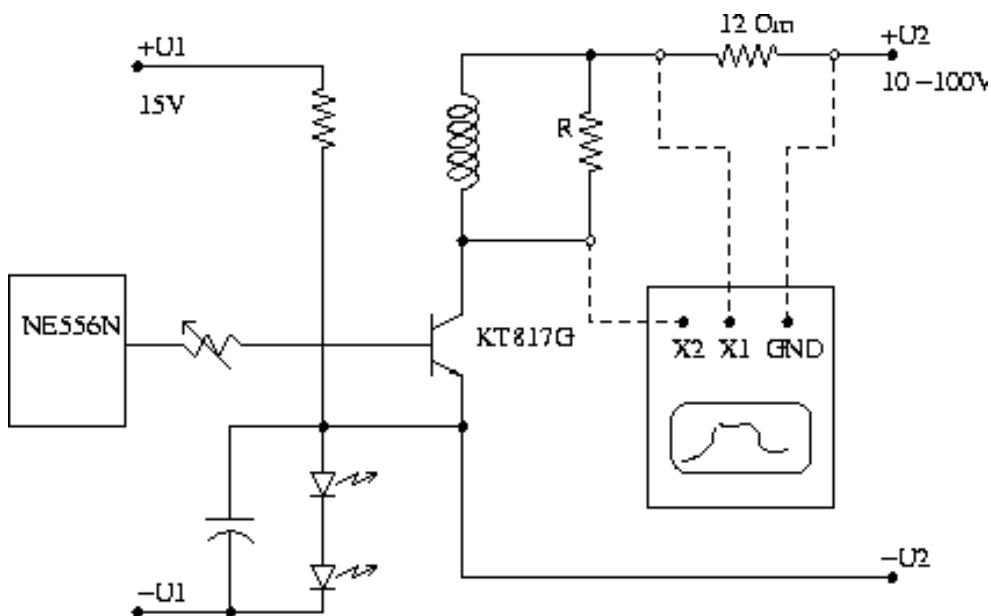 12 Om
+U1
+U2
15V
10-100V
R
NE556N
KT817G
X2 X1 GND
-U2
-U1